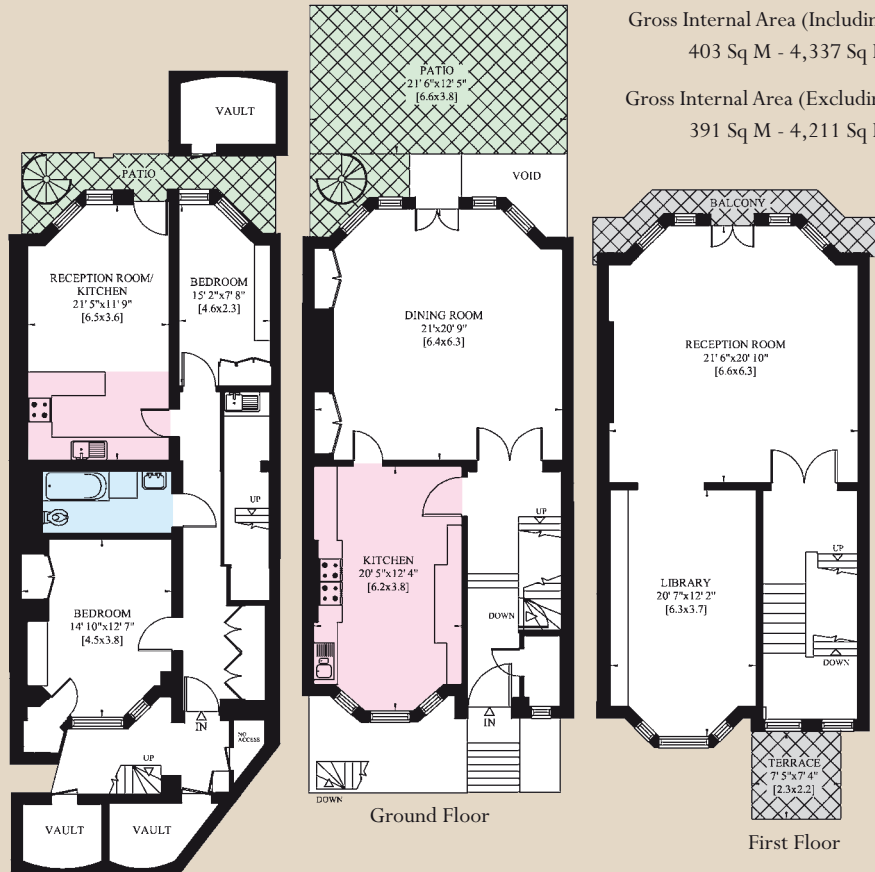 Gross Internal Area (Includin
403 Sq M - 4,337 Sq
Gross Internal Area (Excludin
391 Sq M - 4,211 Sq
VAULT
PATIO
RECEPTION ROOM/
KITCHEN
21' 5"x11' 9"
[6.5x3.6]
BEDROOM
15' 2"x7' 8"
[4.6x2.3]
UP
BEDROOM
14' 10"x12' 7"
[4.5x3.8]
IN
NO
ACCESS
UP
VAULT
VAULT
PATIO
21' 6"x12' 5"
[6.6x3.8]
VOID
DINING ROOM
21'x20' 9"
[6.4x6.3]
KITCHEN
20' 5"x12' 4"
[6.2x3.8]
UP
DOWN
IN
DOWN
Ground Floor
BALCONY
RECEPTION ROOM
21' 6"x20' 10"
[6.6x6.3]
LIBRARY
20' 7"x12' 2"
[6.3x3.7]
UP
DOWN
TERRACE
7' 5"x7' 4"
[2.3x2.2]
First Floor